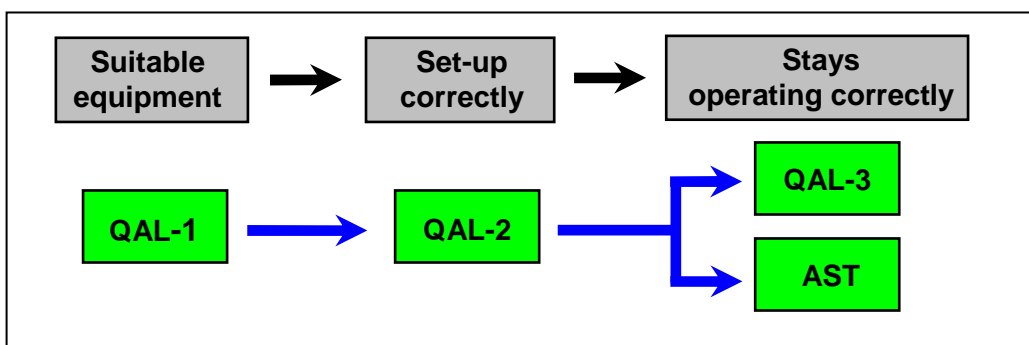 Suitable
equipment
Set-up
correctly
Stays
operating correctly
QAL-1
QAL-2
QAL-3
AST